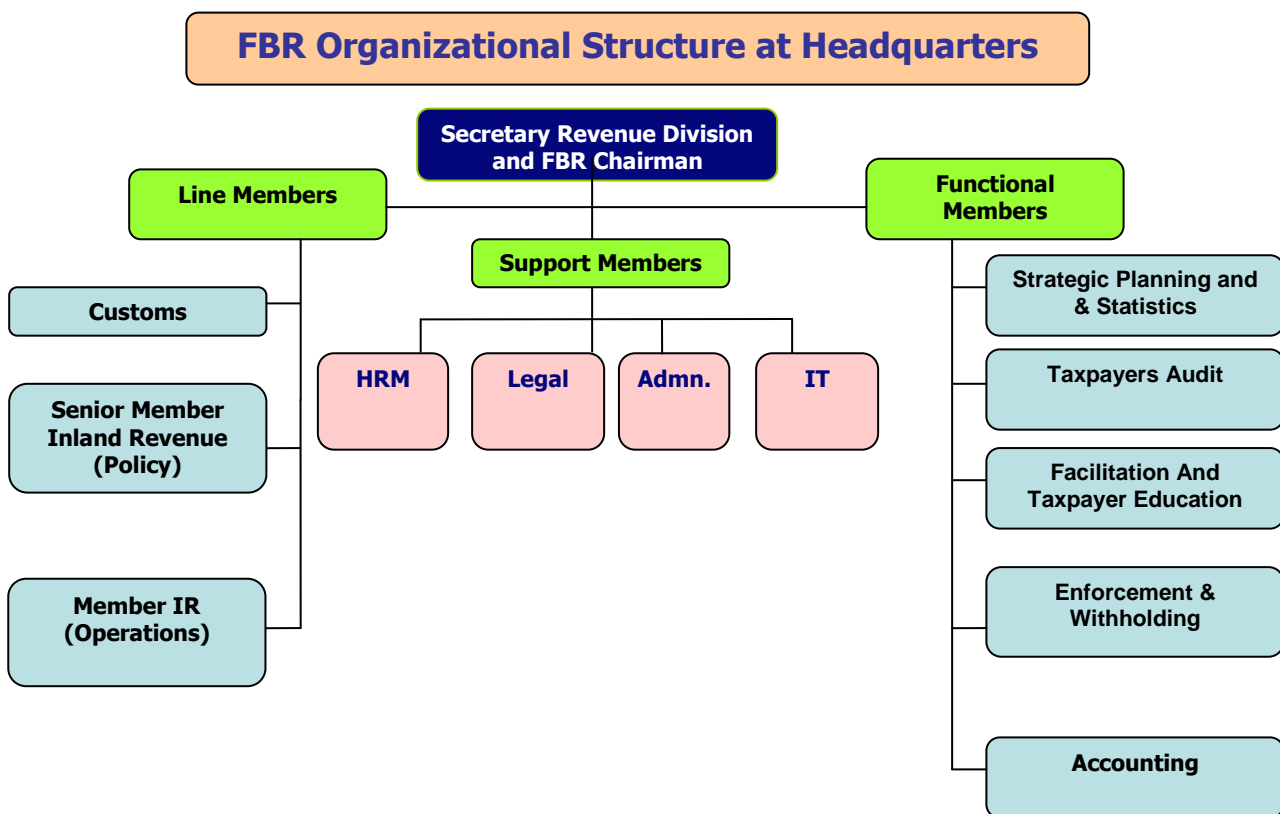 FBR Organizational Structure at Headquarters
Secretary Revenue Division
and FBR Chairman
Line Members
Functional
Members
Support Members
Customs
Senior Member
Inland Revenue
(Policy)
Member IR
(Operations)
HRM
Legal
Admn.
IT
Strategic Planning and
& Statistics
Taxpayers Audit
Facilitation And
Taxpayer Education
Enforcement &
Withholding
Accounting